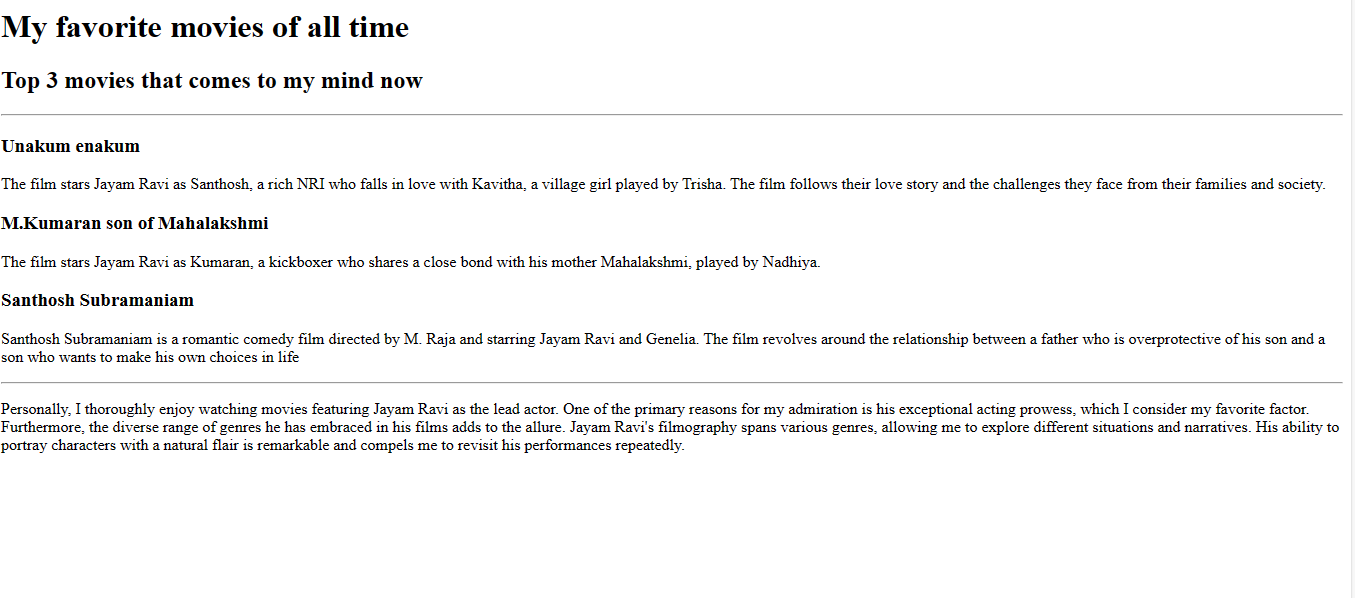 My favorite movies of all time
Top 3 movies that comes to my mind now
Unakum enakum
The film stars Jayam Ravi as Santhosh, a rich NRI who falls in love with Kavitha, a village girl played by Trisha. The film follows their love story and the challenges they face from their families and society.
M.Kumaran son of Mahalakshmi
The film stars Jayam Ravi as Kumaran, a kickboxer who shares a close bond with his mother Mahalakshmi, played by Nadhiya.
Santhosh Subramaniam
Santhosh Subramaniam is a romantic comedy film directed by M. Raja and starring Jayam Ravi and Genelia. The film revolves around the relationship between a father who is overprotective of his son and a
son who wants to make his own choices in life
Personally, I thoroughly enjoy watching movies featuring Jayam Ravi as the lead actor. One of the primary reasons for my admiration is his exceptional acting prowess, which I consider my favorite factor.
Furthermore, the diverse range of genres he has embraced in his films adds to the allure. Jayam Ravi's filmography spans various genres, allowing me to explore different situations and narratives. His ability to
portray characters with a natural flair is remarkable and compels me to revisit his performances repeatedly.